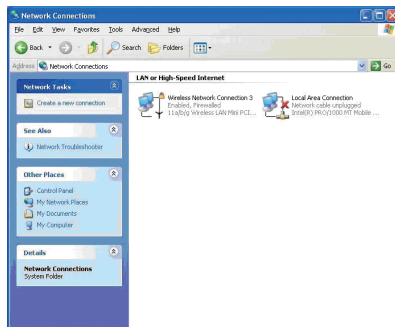 Network Connections
File Edit View Favorites Tools Advanced Help
Back Search Folders
Address Network Connections Go
Network Tasks
Create a new connection
See Also
Network Troubleshooter
Other Places
Control Panel
My Network Places
My Documents
My Computer
Details
Network Connections
System Folder
LAN or High-Speed Internet
Wireless Network Connection 3
Enabled, Firewalled
11a/b/g Wireless LAN Mini PCI...
Local Area Connection
Network cable unplugged
Intel(R) PRO/1000 MT Mobile ...